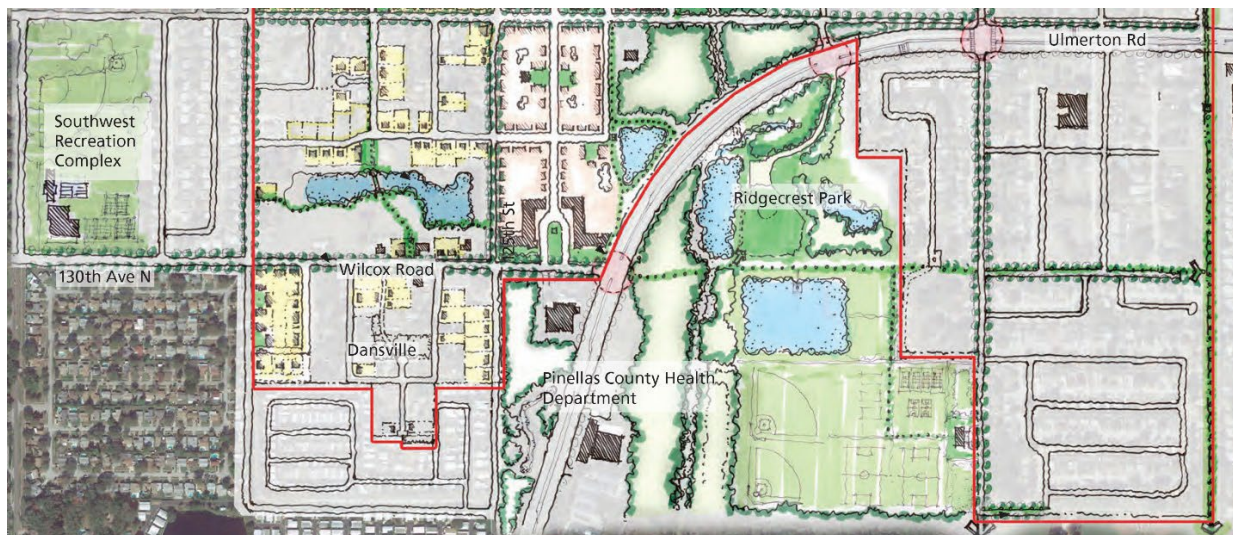 Ulmerton Rd
Southwest
Recreation
Complex
Ridgecrest Park
125th St
130th Ave N
Wilcox Road
Dansville
Pinellas County Health
Department